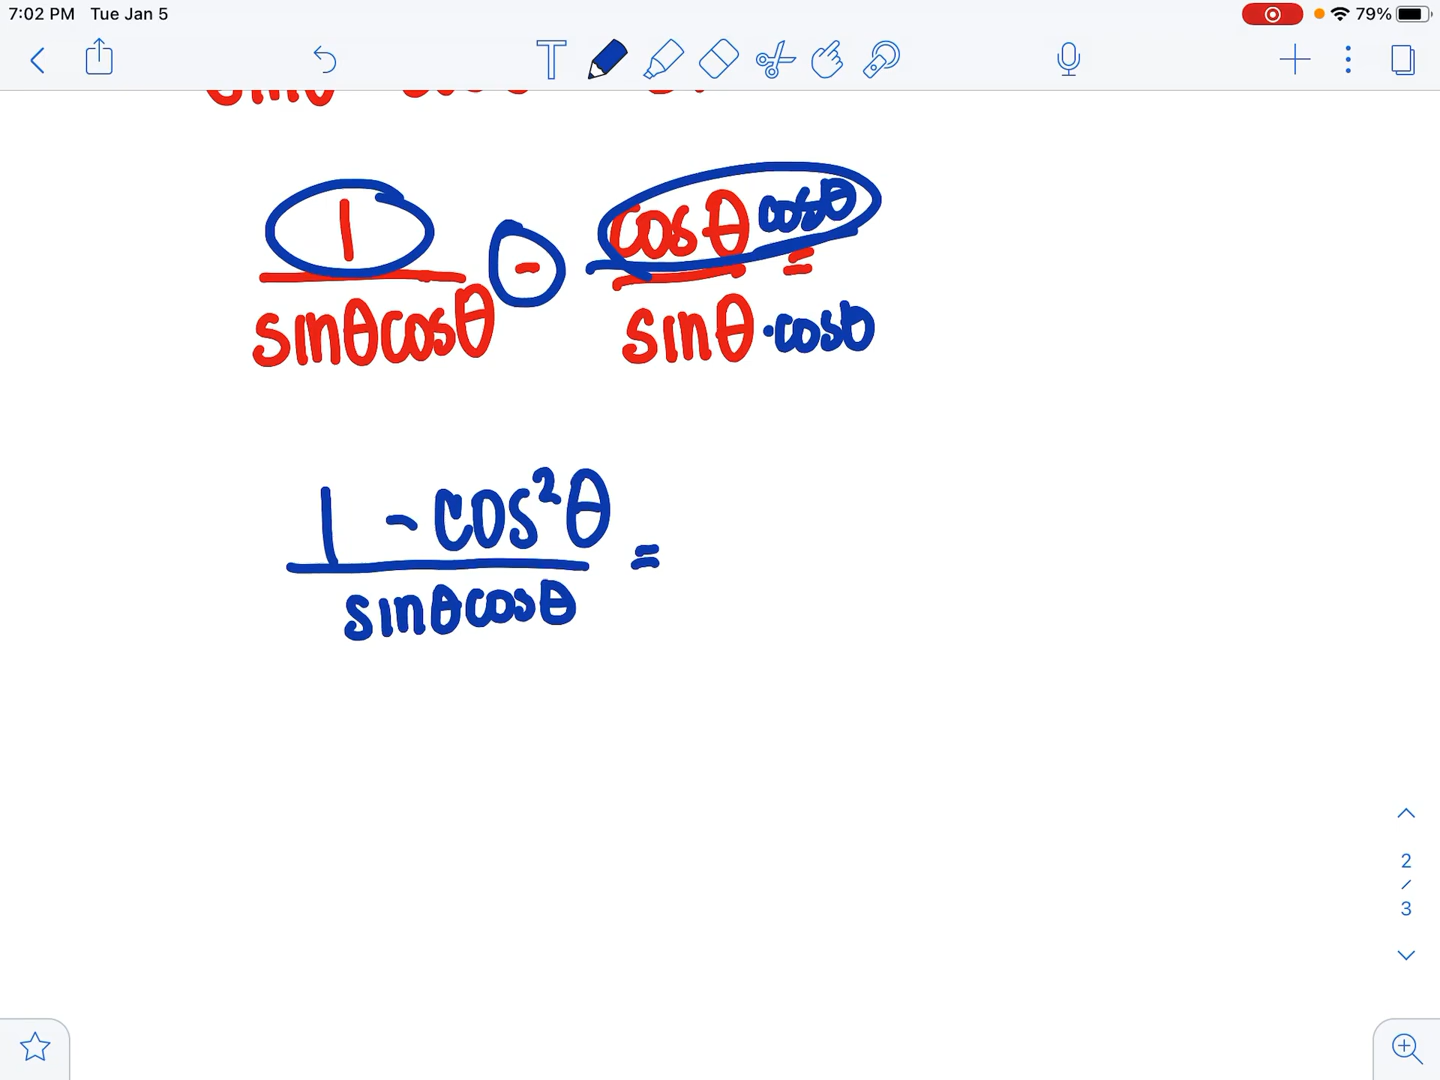 7:02 PM Tue Jan 5 79%
T
1 - cosθ cosθ =
sinθcosθ sinθ · cosθ
1 - cos²θ =
sinθcosθ
2
/
3